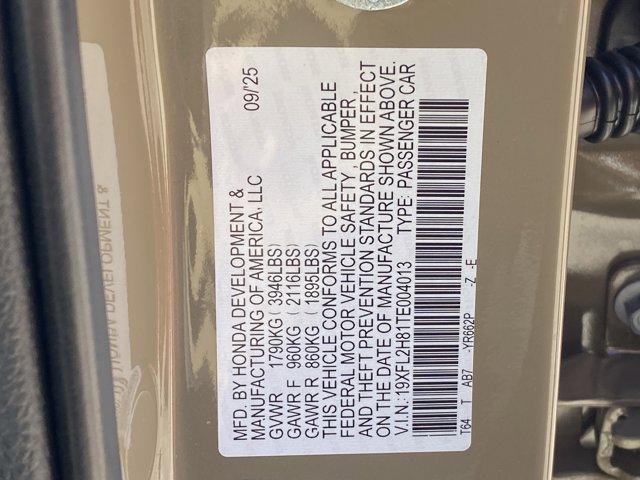 MFD. BY HONDA DEVELOPMENT & 09/'25
MANUFACTURING OF AMERICA, LLC
GVWR 1790KG (3946LBS)
GAWR F 960KG (2116LBS)
GAWR R 860KG (1895LBS)
THIS VEHICLE CONFORMS TO ALL APPLICABLE
FEDERAL MOTOR VEHICLE SAFETY, BUMPER,
AND THEFT PREVENTION STANDARDS IN EFFECT
ON THE DATE OF MANUFACTURE SHOWN ABOVE.
V.I.N.: 19XFL2H81TE004013 TYPE: PASSENGER CAR
T64 T AB7 -YR662P -Z -E